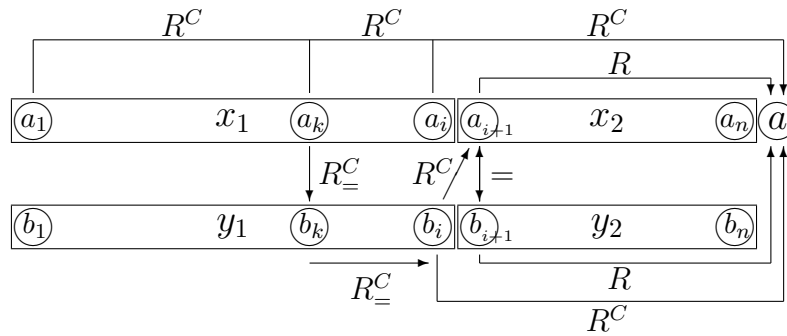 R^C R^C R^C
R
a_1 x_1 a_k a_i a_{i+1} x_2 a_n a
R^C_= R^C =
b_1 y_1 b_k b_i b_{i+1} y_2 b_n
R^C_= R
R^C